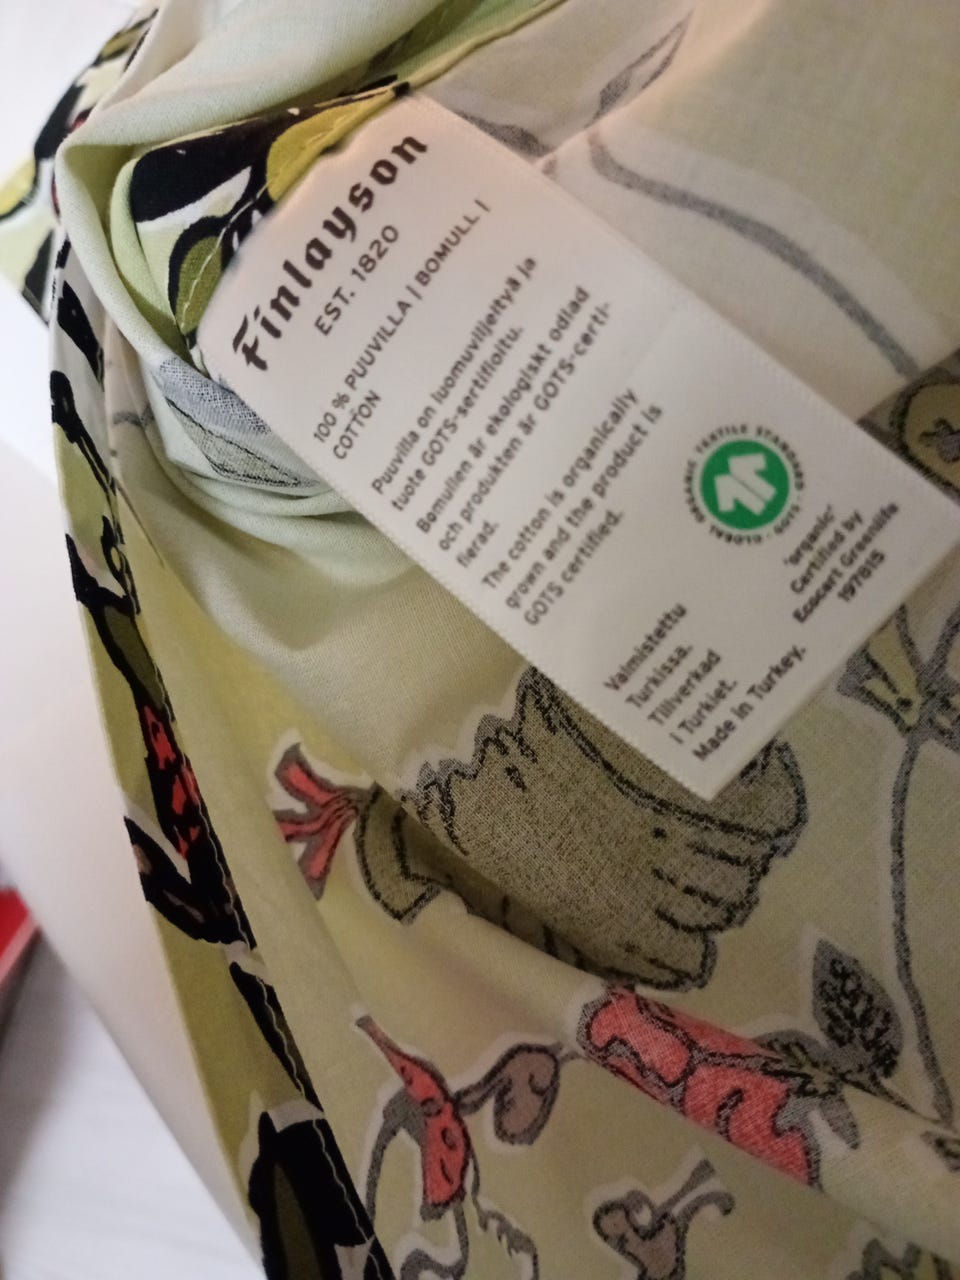 Finlayson
EST. 1820
100 % PUUVILLA | BOMULL |
COTTON
Puuvilla on luomuviljeltyä ja
tuote GOTS-sertifioitu.
Bomullen är ekologiskt odlad
och produkten är GOTS-certi-
fierad.
The cotton is organically
grown and the product is
GOTS certified.
GLOBAL ORGANIC TEXTILE STANDARD · GOTS ·
'organic'
Certified by
Ecocert Greenlife
197615
Valmistettu
Turkissa.
Tillverkad
i Turkiet.
Made in Turkey.